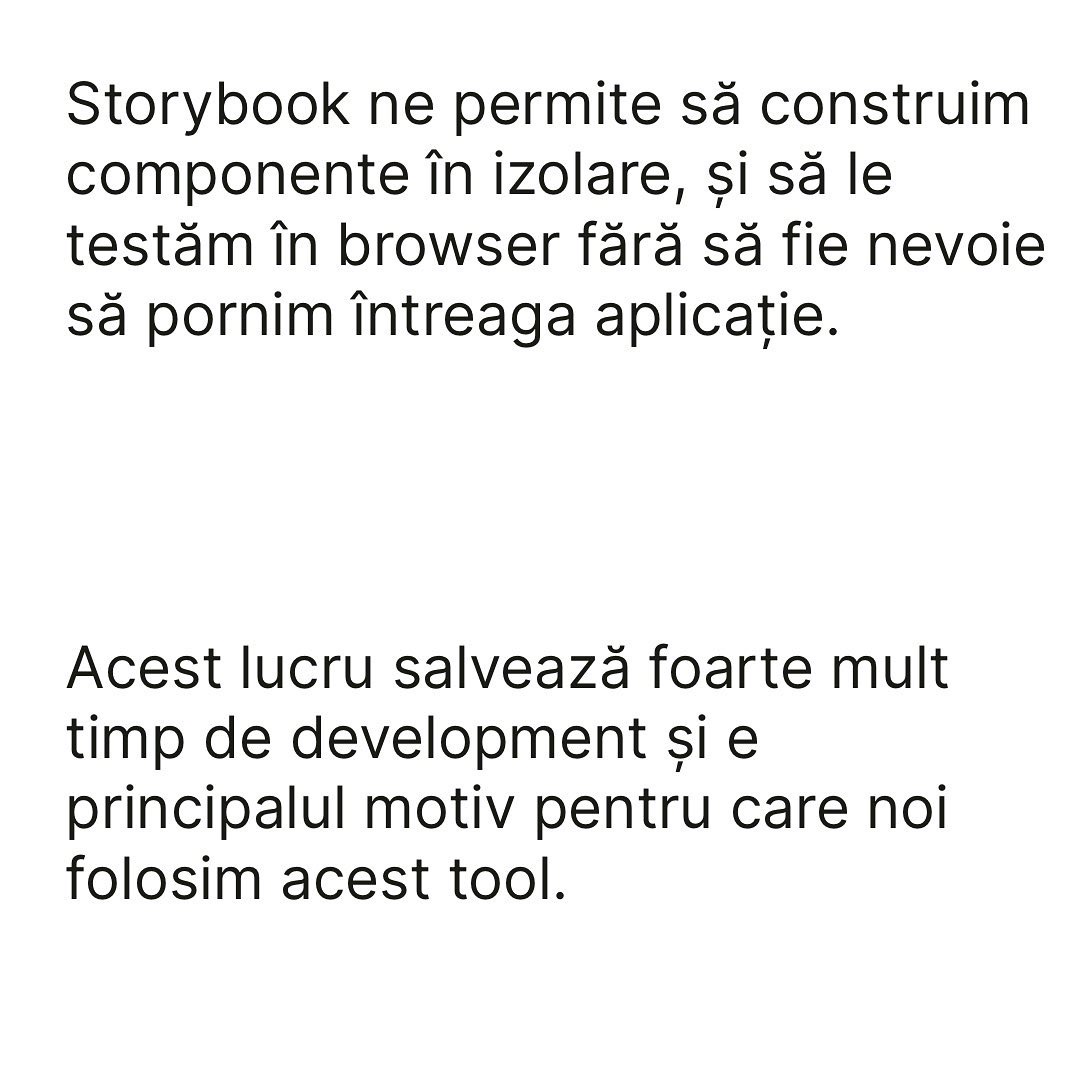 Storybook ne permite să construim
componente în izolare, și să le
testăm în browser fără să fie nevoie
să pornim întreaga aplicație.
Acest lucru salvează foarte mult
timp de development și e
principalul motiv pentru care noi
folosim acest tool.